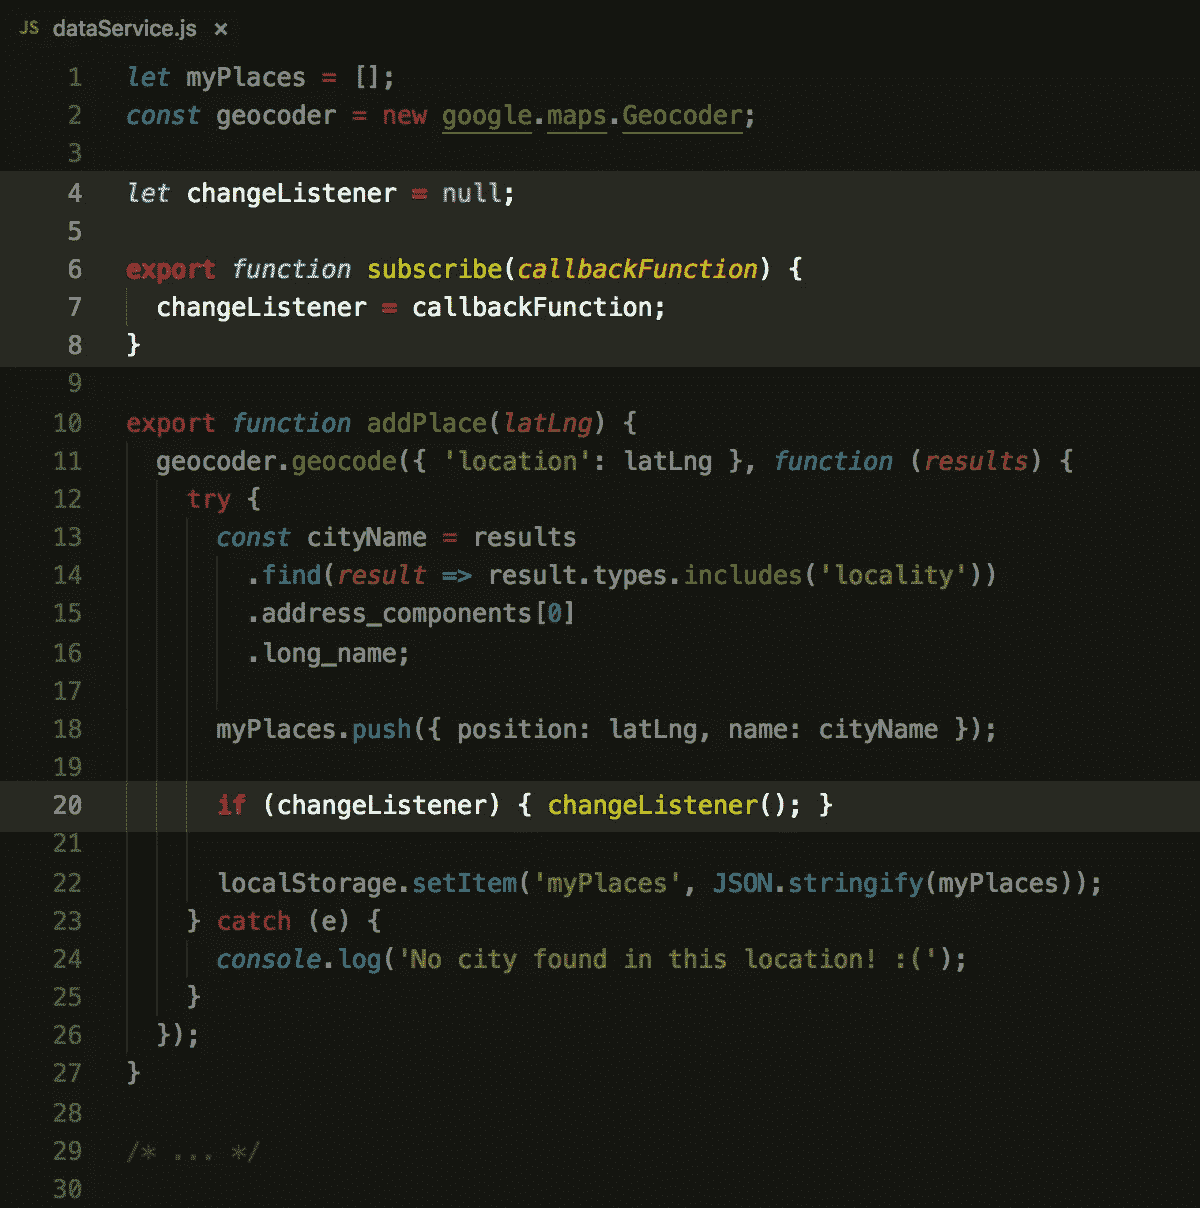 JS dataService.js ×
1 let myPlaces = [];
2 const geocoder = new google.maps.Geocoder;
3
4 let changeListener = null;
5
6 export function subscribe(callbackFunction) {
7   changeListener = callbackFunction;
8 }
9
10 export function addPlace(latLng) {
11   geocoder.geocode({ 'location': latLng }, function (results) {
12     try {
13       const cityName = results
14         .find(result => result.types.includes('locality'))
15         .address_components[0]
16         .long_name;
17
18       myPlaces.push({ position: latLng, name: cityName });
19
20       if (changeListener) { changeListener(); }
21
22       localStorage.setItem('myPlaces', JSON.stringify(myPlaces));
23     } catch (e) {
24       console.log('No city found in this location! :(');
25     }
26   });
27 }
28
29 /* ... */
30